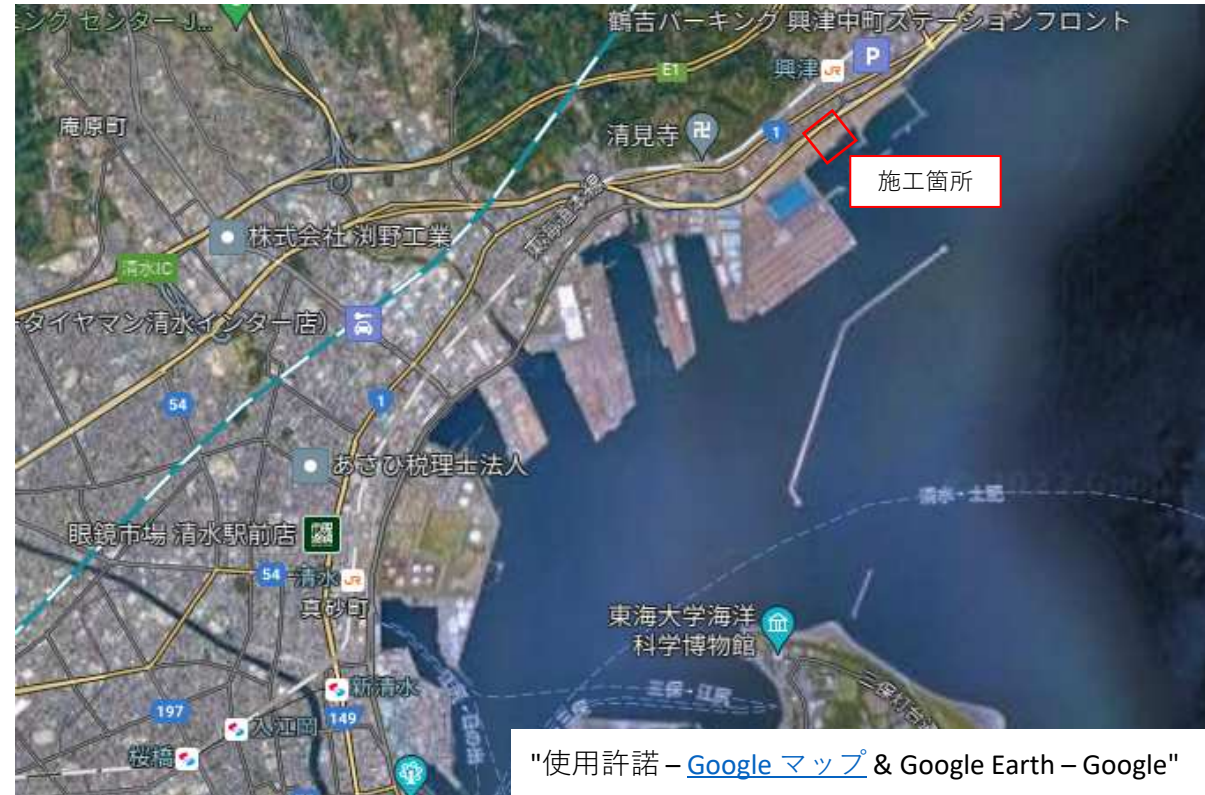 ニング センター J...
鶴吉パーキング 興津中町ステーションフロント
E1
P
興津
JR
庵原町
清見寺
卍
1
施工箇所
東海道本線
株式会社 渕野工業
清水IC
タイヤマン清水インター店)
54
1
あさひ税理士法人
清水・土肥
眼鏡市場 清水駅前店
54
清水
JR
真砂町
東海大学海洋
科学博物館
三保・江尻
新清水
197
149
入江岡
桜橋
"使用許諾 – Google マップ & Google Earth – Google"